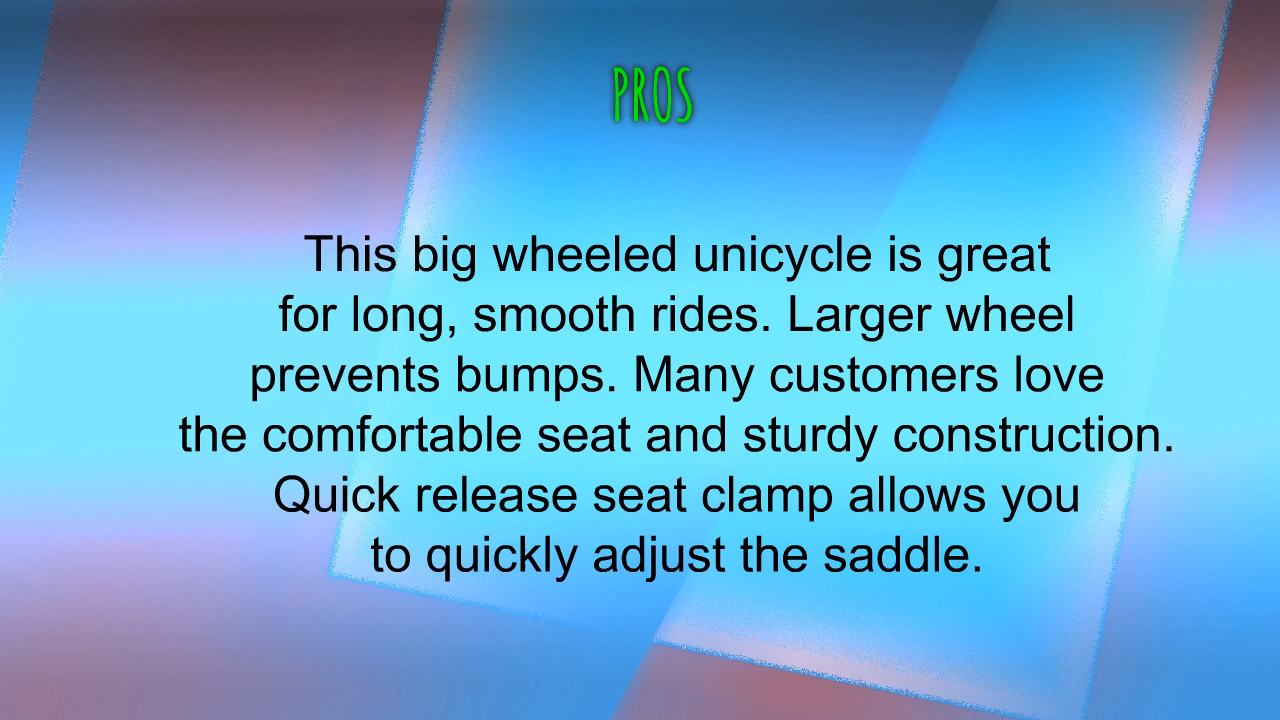 PROS
This big wheeled unicycle is great
for long, smooth rides. Larger wheel
prevents bumps. Many customers love
the comfortable seat and sturdy construction.
Quick release seat clamp allows you
to quickly adjust the saddle.